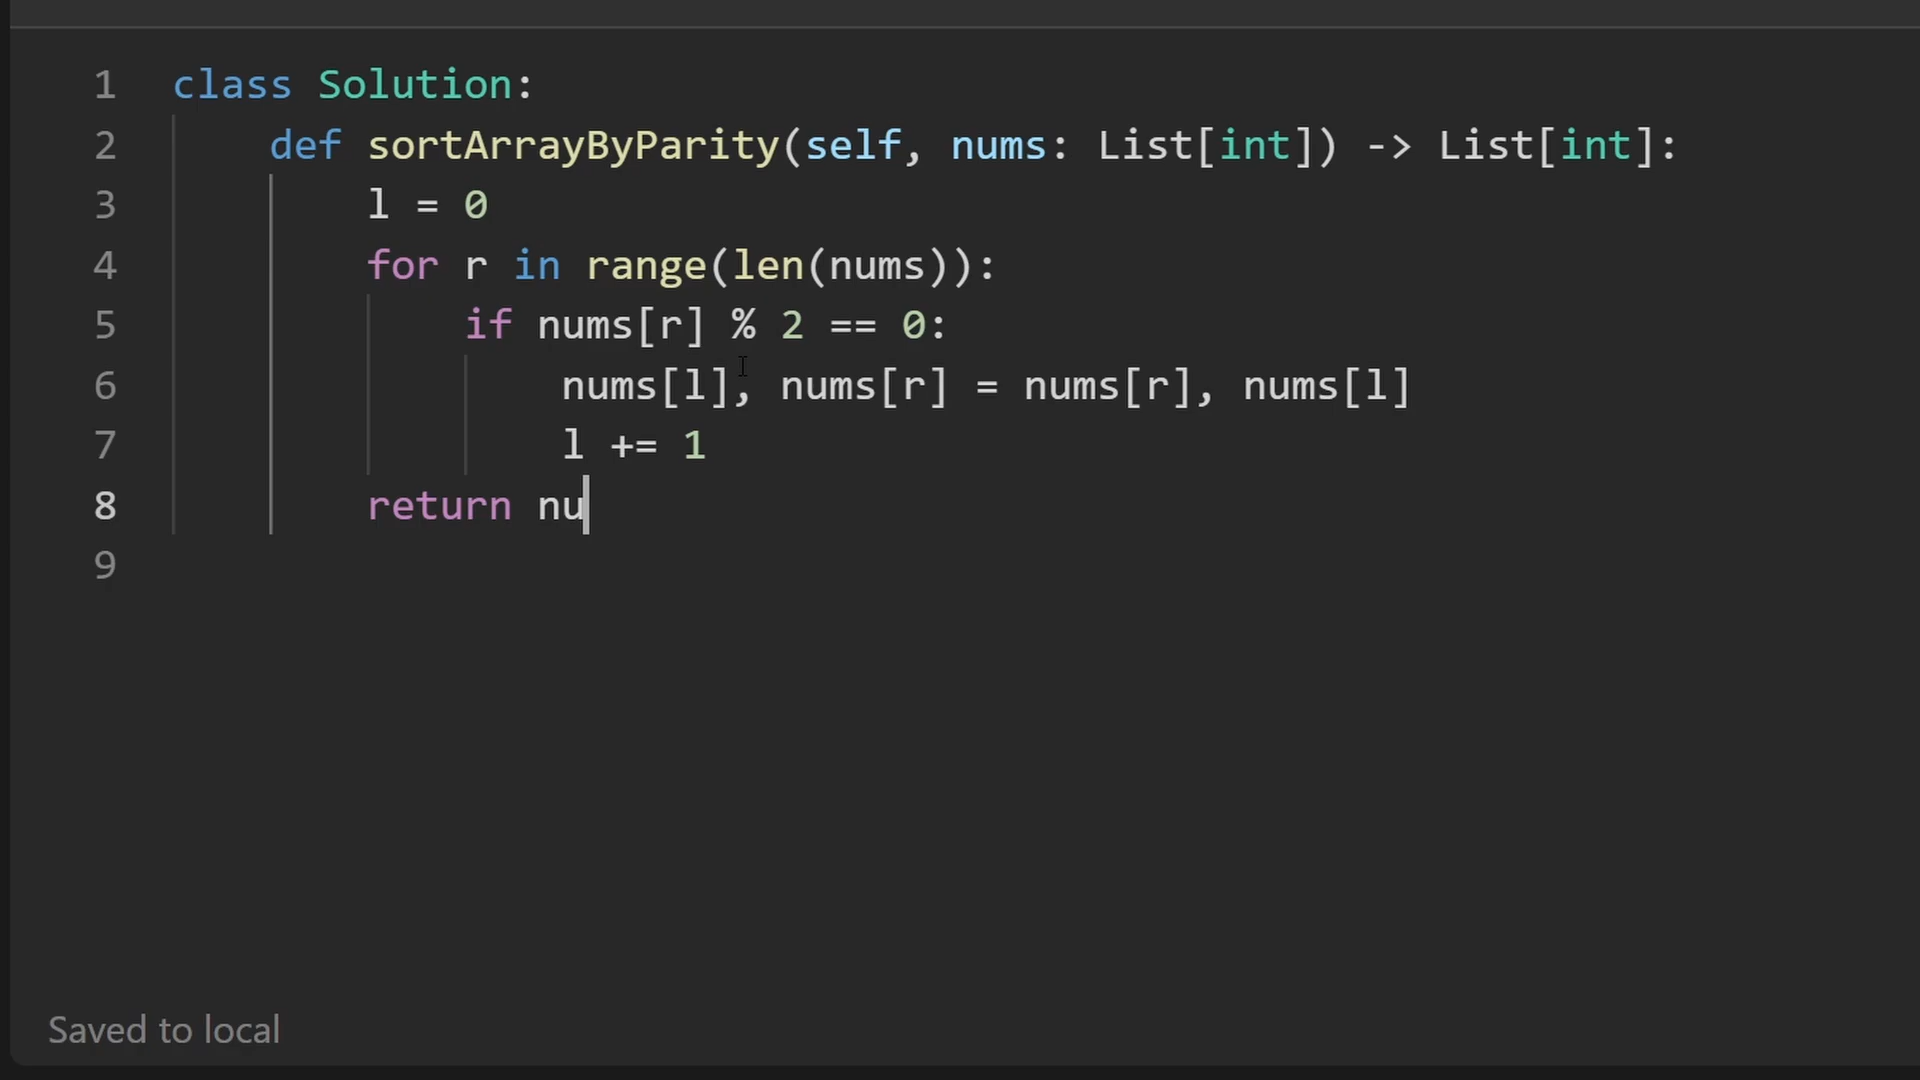 1 class Solution:
2 def sortArrayByParity(self, nums: List[int]) -> List[int]:
3 l = 0
4 for r in range(len(nums)):
5 if nums[r] % 2 == 0:
6 nums[l], nums[r] = nums[r], nums[l]
7 l += 1
8 return nu
9
Saved to local